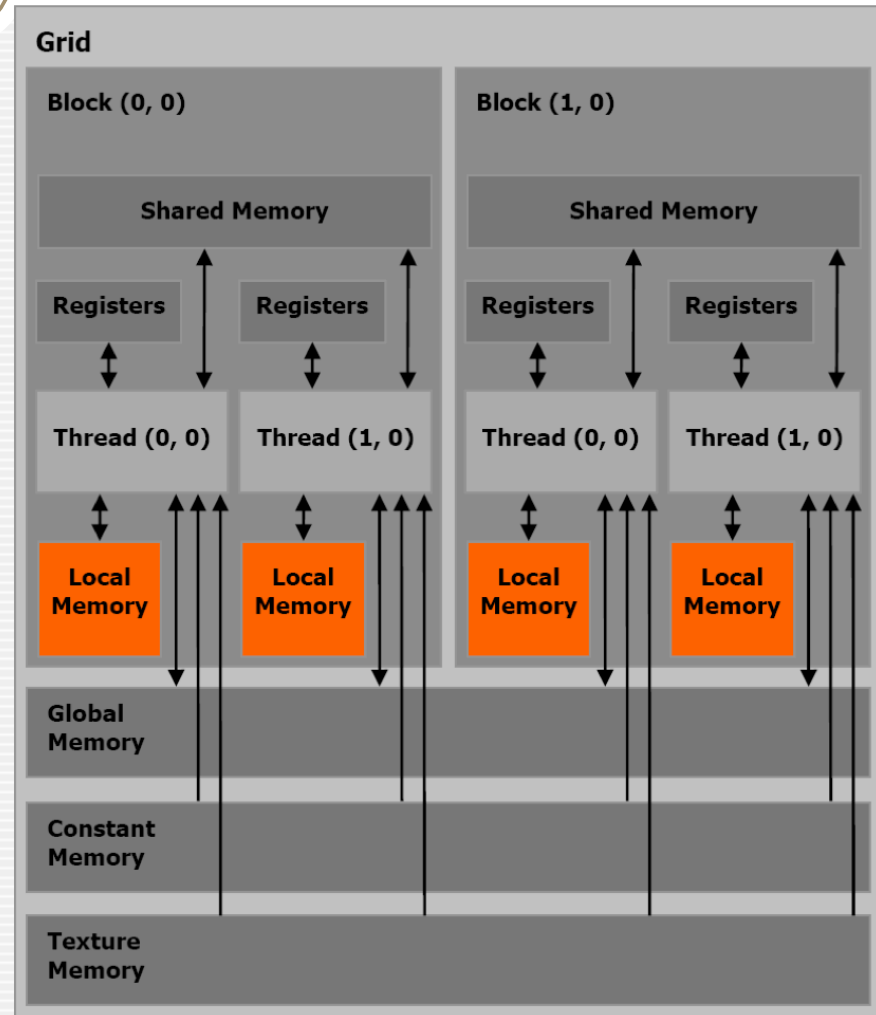 Grid
Block (0, 0)
Block (1, 0)
Shared Memory
Shared Memory
Registers
Registers
Registers
Registers
Thread (0, 0)
Thread (1, 0)
Thread (0, 0)
Thread (1, 0)
Local
Memory
Local
Memory
Local
Memory
Local
Memory
Global
Memory
Constant
Memory
Texture
Memory